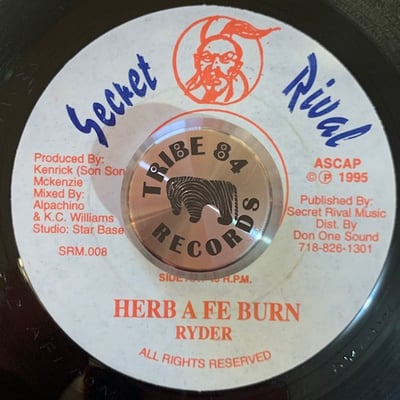 Secret Rival
Produced By:
Kenrick (Son Son
Mckenzie
Mixed By:
Alpachino
& K.C. Williams
Studio: Star Base
SRM.008
ASCAP
© ℗ 1995
Published By:
Secret Rival Music
Dist. By
Don One Sound
718-826-1301
TRIBE 84
RECORDS
SIDE
R.P.M.
HERB A FE BURN
RYDER
ALL RIGHTS RESERVED